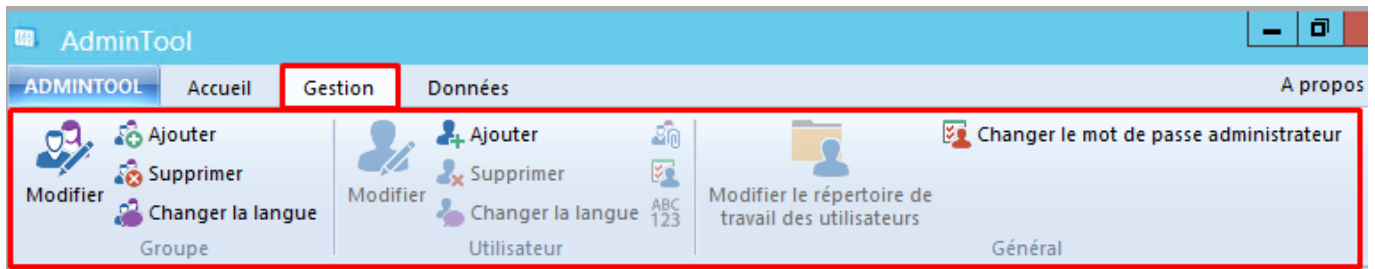 AdminTool
ADMINTOOL Accueil Gestion Données A propos
Modifier
Ajouter
Supprimer
Changer la langue
Groupe
Modifier
Ajouter
Supprimer
Changer la langue
ABC
123
Utilisateur
Modifier le répertoire de
travail des utilisateurs
Changer le mot de passe administrateur
Général